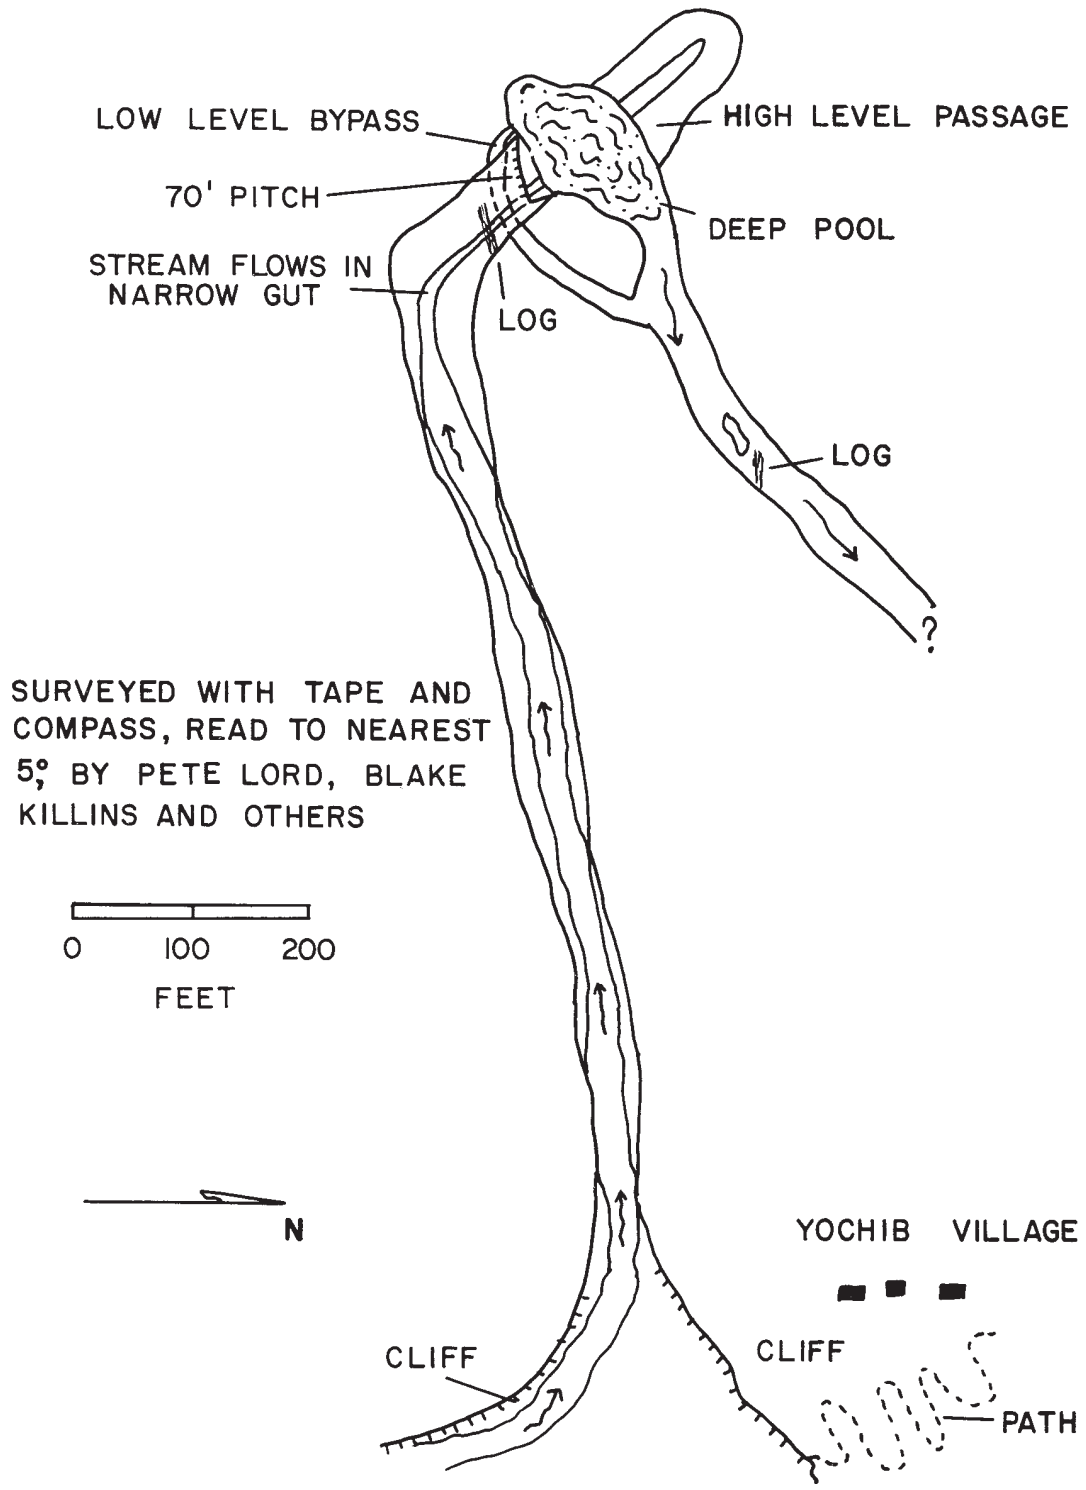 LOW LEVEL BYPASS
HIGH LEVEL PASSAGE
70' PITCH
DEEP POOL
STREAM FLOWS IN
NARROW GUT
LOG
LOG
?
SURVEYED WITH TAPE AND
COMPASS, READ TO NEAREST
5°, BY PETE LORD, BLAKE
KILLINS AND OTHERS
0 100 200
FEET
N
YOCHIB VILLAGE
CLIFF
CLIFF
PATH